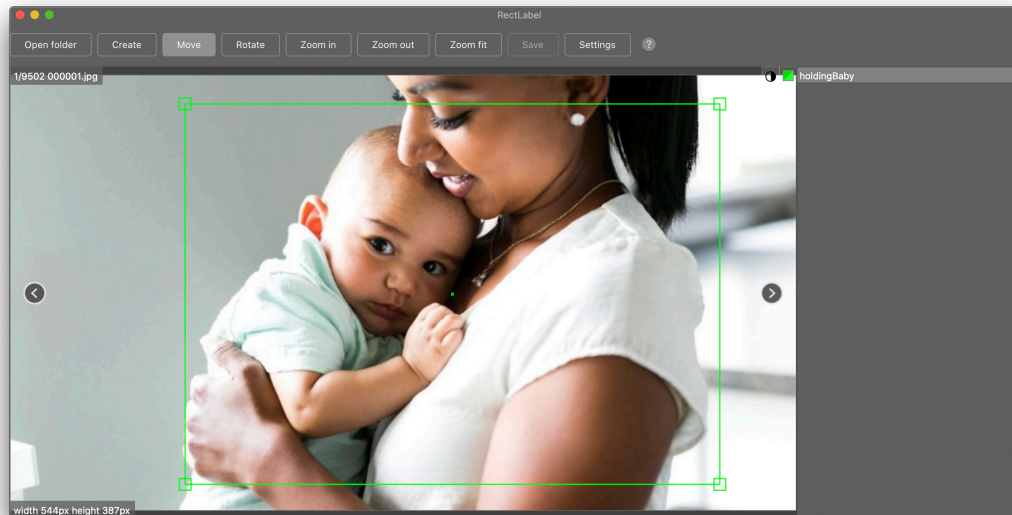 RectLabel
Open folder Create Move Rotate Zoom in Zoom out Zoom fit Save Settings ?
1/9502 000001.jpg
holdingBaby
width 544px height 387px